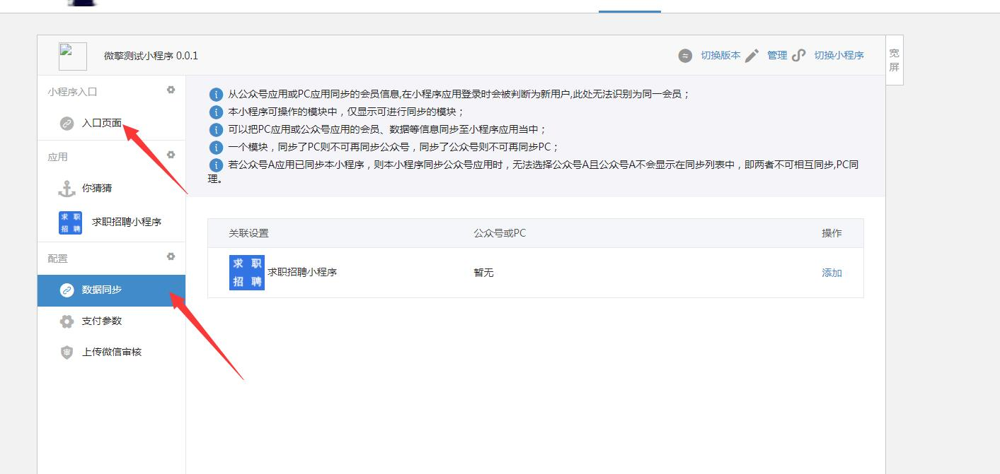 微擎测试小程序 0.0.1
切换版本 管理 切换小程序
宽屏
小程序入口
入口页面
应用
你猜猜
求职招聘
求职招聘小程序
配置
数据同步
支付参数
审
上传微信审核
从公众号应用或PC应用同步的会员信息,在小程序应用登录时会被判断为新用户,此处无法识别为同一会员；
本小程序可操作的模块中，仅显示可进行同步的模块；
可以把PC应用或公众号应用的会员、数据等信息同步至小程序应用当中；
一个模块，同步了PC则不可再同步公众号，同步了公众号则不可再同步PC；
若公众号A应用已同步本小程序，则本小程序同步公众号应用时，无法选择公众号A且公众号A不会显示在同步列表中，即两者不可相互同步,PC同
理。
关联设置 公众号或PC 操作
求职
招聘
求职招聘小程序 暂无 添加